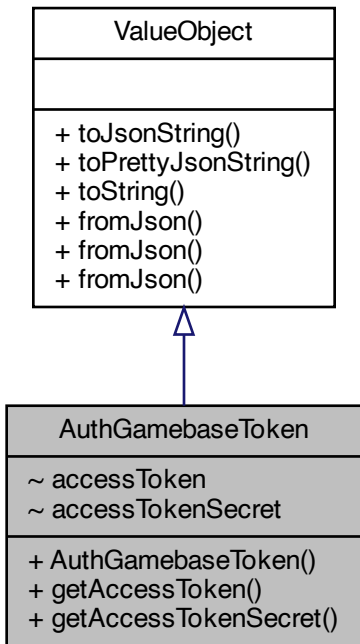 ValueObject
+ toJsonString()
+ toPrettyJsonString()
+ toString()
+ fromJson()
+ fromJson()
+ fromJson()
AuthGamebaseToken
~ accessToken
~ accessTokenSecret
+ AuthGamebaseToken()
+ getAccessToken()
+ getAccessTokenSecret()